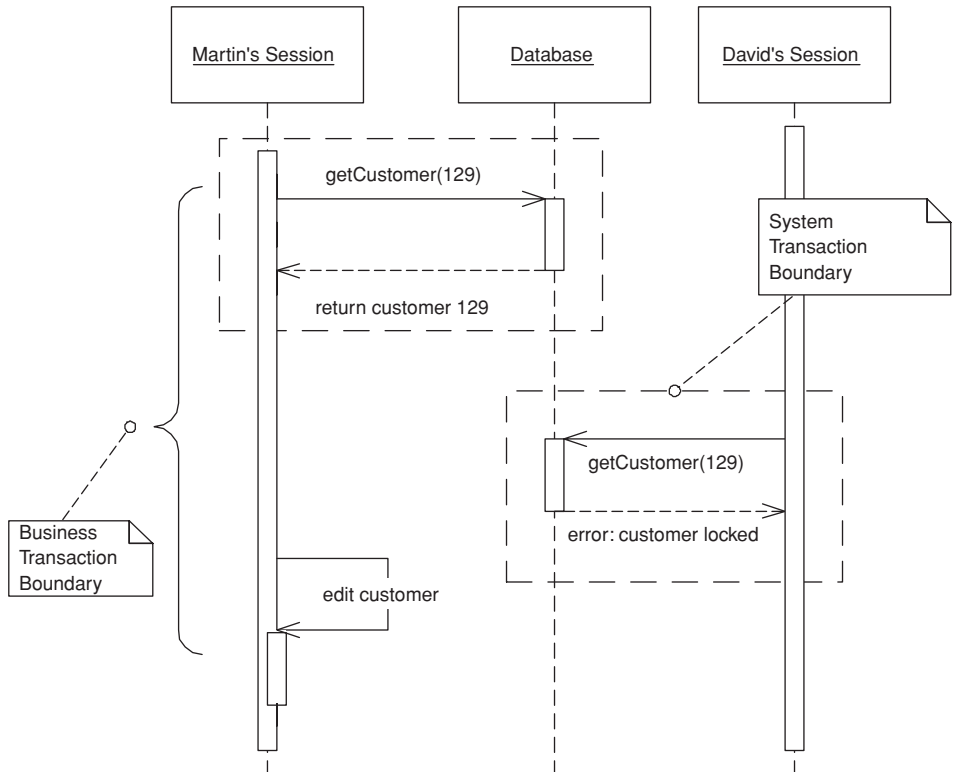 Martin's Session
Database
David's Session
getCustomer(129)
System
Transaction
Boundary
return customer 129
getCustomer(129)
Business
Transaction
Boundary
error: customer locked
edit customer